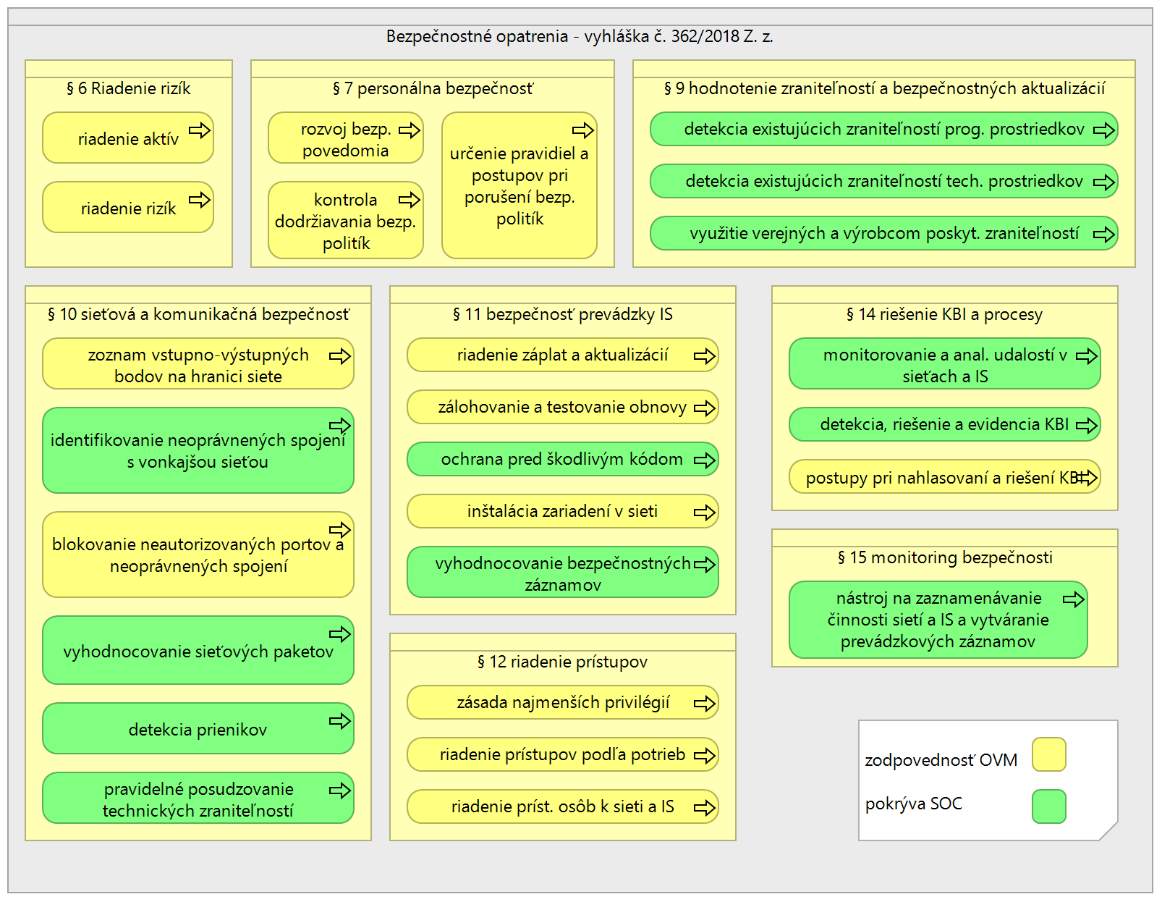 Bezpečnostné opatrenia - vyhláška č. 362/2018 Z. z.
§ 6 Riadenie rizík
riadenie aktív
riadenie rizík
§ 7 personálna bezpečnosť
rozvoj bezp.
povedomia
kontrola
dodržiavania bezp.
politík
určenie pravidiel a
postupov pri
porušení bezp.
politík
§ 9 hodnotenie zraniteľností a bezpečnostných aktualizácií
detekcia existujúcich zraniteľností prog. prostriedkov
detekcia existujúcich zraniteľností tech. prostriedkov
využitie verejných a výrobcom poskyt. zraniteľností
§ 10 sieťová a komunikačná bezpečnosť
zoznam vstupno-výstupných
bodov na hranici siete
identifikovanie neoprávnených spojení
s vonkajšou sieťou
blokovanie neautorizovaných portov a
neoprávnených spojení
vyhodnocovanie sieťových paketov
detekcia prienikov
pravidelné posudzovanie
technických zraniteľností
§ 11 bezpečnosť prevádzky IS
riadenie záplat a aktualizácií
zálohovanie a testovanie obnovy
ochrana pred škodlivým kódom
inštalácia zariadení v sieti
vyhodnocovanie bezpečnostných
záznamov
§ 12 riadenie prístupov
zásada najmenších privilégií
riadenie prístupov podľa potrieb
riadenie príst. osôb k sieti a IS
§ 14 riešenie KBI a procesy
monitorovanie a anal. udalostí v
sieťach a IS
detekcia, riešenie a evidencia KBI
postupy pri nahlasovaní a riešení KBI
§ 15 monitoring bezpečnosti
nástroj na zaznamenávanie
činnosti sietí a IS a vytváranie
prevádzkových záznamov
zodpovednosť OVM
pokrýva SOC